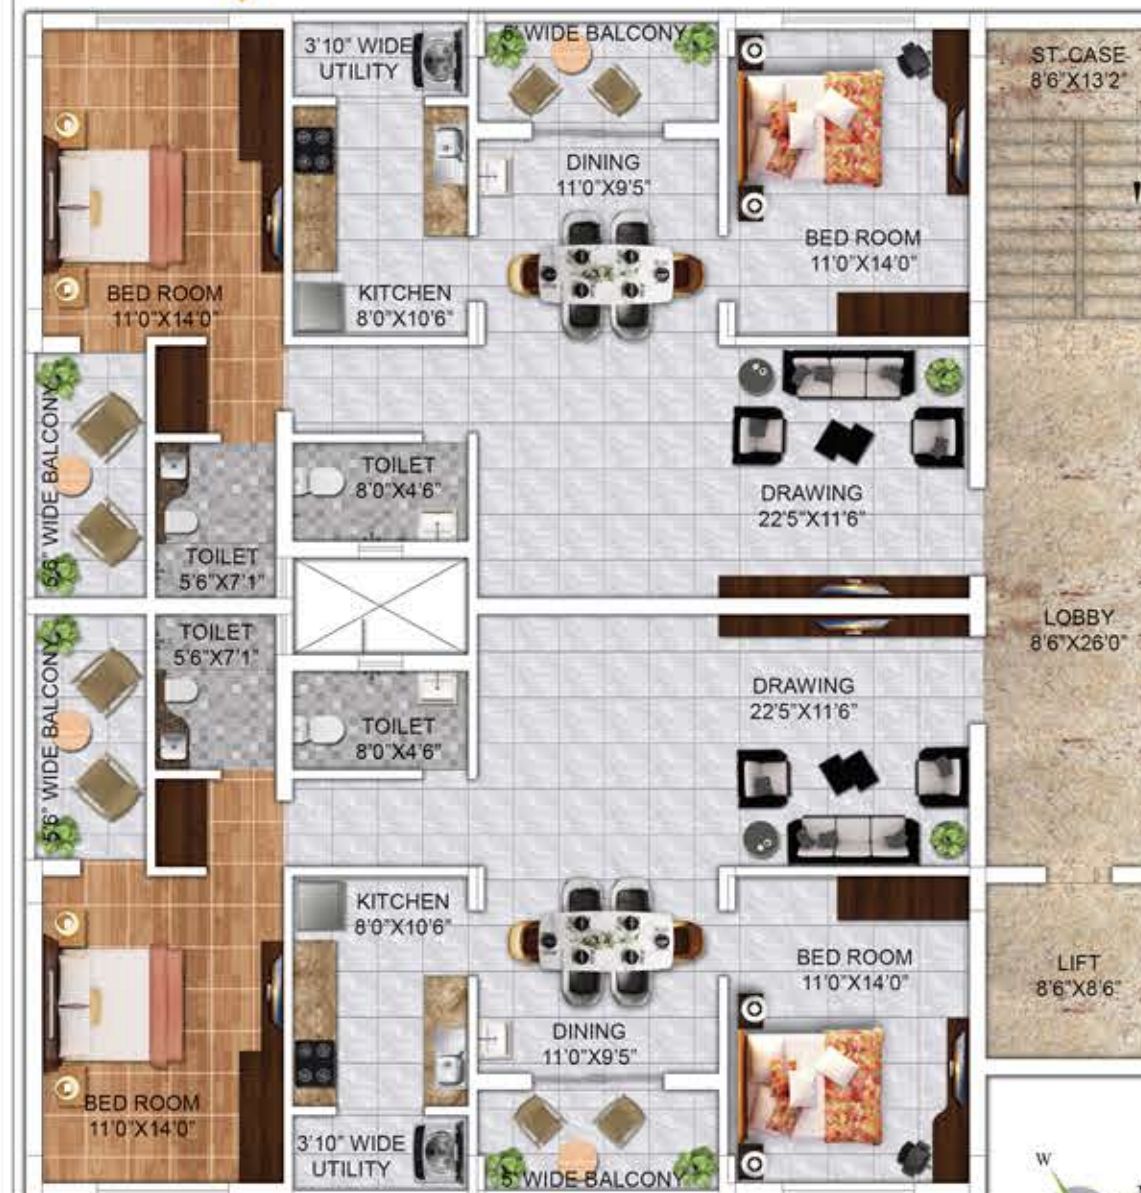 3'10" WIDE
UTILITY
5' WIDE BALCONY
ST. CASE
8'6"X13'2"
DINING
11'0"X9'5"
BED ROOM
11'0"X14'0"
BED ROOM
11'0"X14'0"
KITCHEN
8'0"X10'6"
5'6" WIDE BALCONY
TOILET
8'0"X4'6"
DRAWING
22'5"X11'6"
TOILET
5'6"X7'1"
TOILET
5'6"X7'1"
LOBBY
8'6"X26'0"
5'6" WIDE BALCONY
TOILET
8'0"X4'6"
DRAWING
22'5"X11'6"
KITCHEN
8'0"X10'6"
BED ROOM
11'0"X14'0"
LIFT
8'6"X8'6"
DINING
11'0"X9'5"
BED ROOM
11'0"X14'0"
3'10" WIDE
UTILITY
5' WIDE BALCONY
W